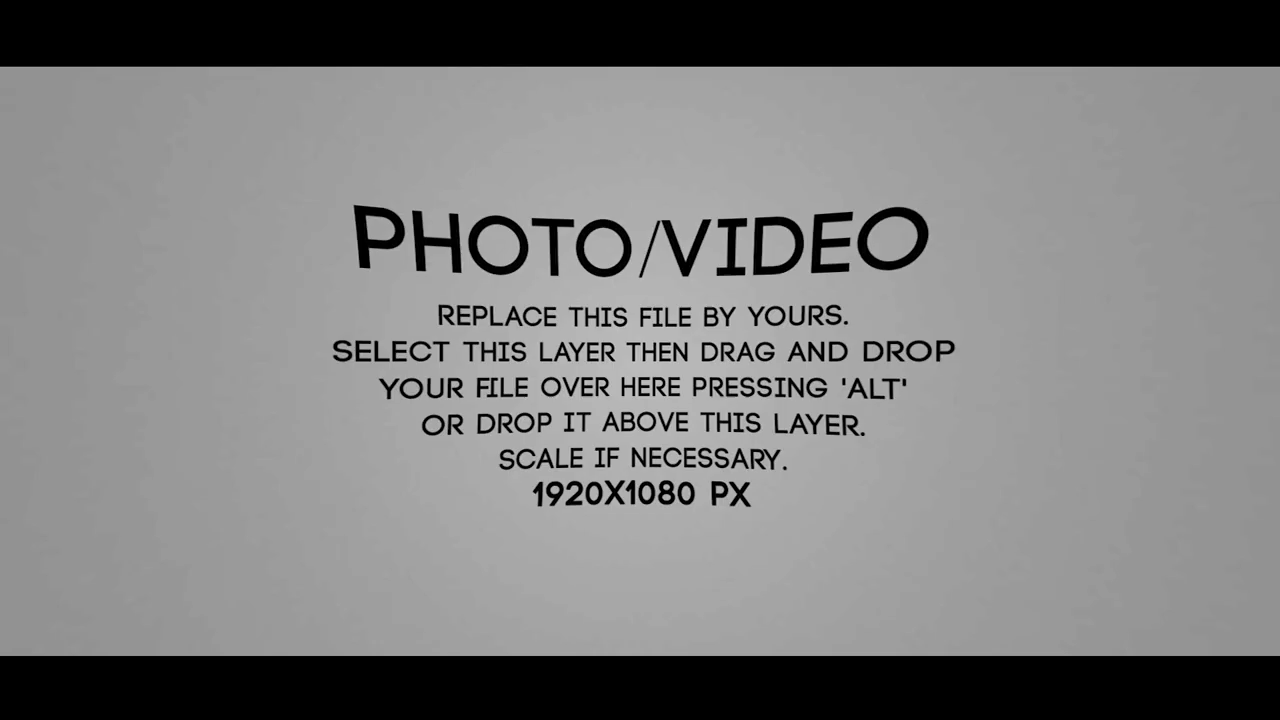 PHOTO/VIDEO
REPLACE THIS FILE BY YOURS.
SELECT THIS LAYER THEN DRAG AND DROP
YOUR FILE OVER HERE PRESSING 'ALT'
OR DROP IT ABOVE THIS LAYER.
SCALE IF NECESSARY.
1920X1080 PX